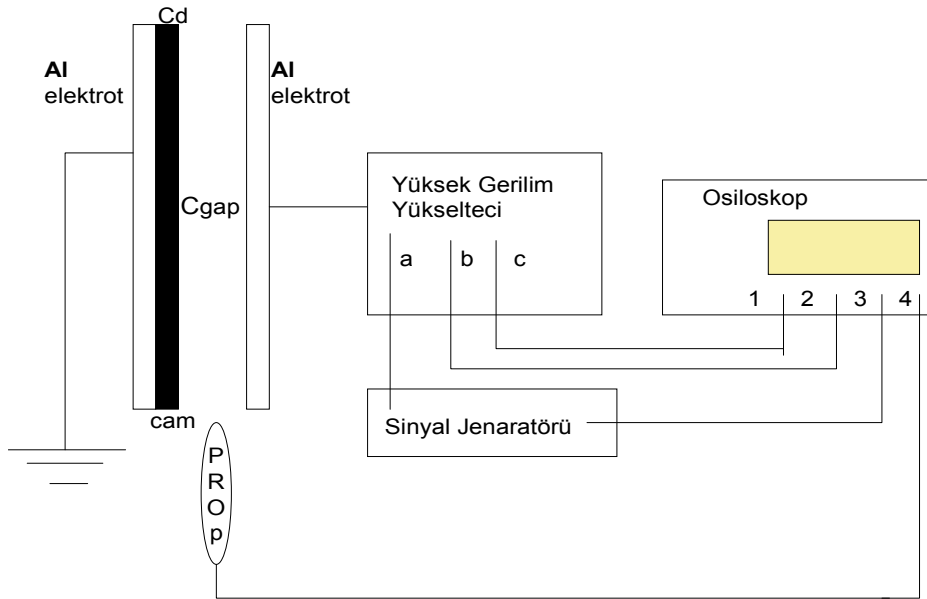 Cd
Al
elektrot
Al
elektrot
Cgap
Yüksek Gerilim
Yükselteci
a b c
Osiloskop
1 2 3 4
cam
Sinyal Jenaratörü
P
R
O
p